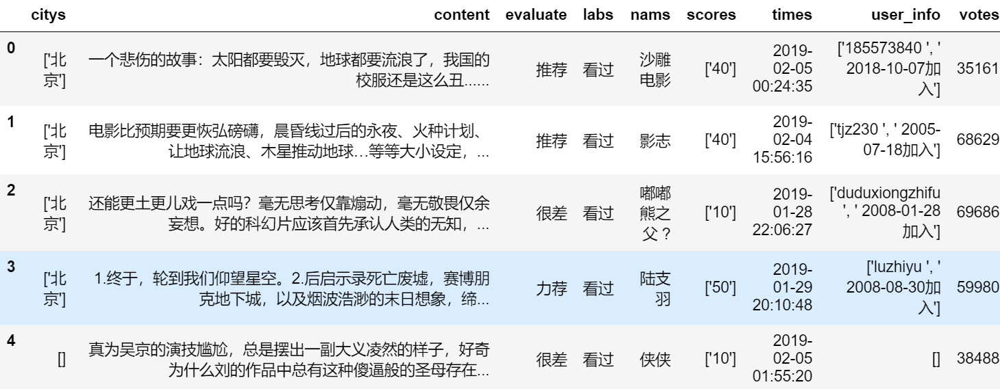 citys content evaluate labs nams scores times user_info votes
0 ['北京'] 一个悲伤的故事：太阳都要毁灭，地球都要流浪了，我国的校服还是这么丑…… 推荐 看过 沙雕电影 ['40'] 2019-02-05 00:24:35 ['185573840 ', ' 2018-10-07加入'] 35161
1 ['北京'] 电影比预期要更恢弘磅礴，晨昏线过后的永夜、火种计划、让地球流浪、木星推动地球…等等大小设定，... 推荐 看过 影志 ['40'] 2019-02-04 15:56:16 ['tjz230 ', ' 2005-07-18加入'] 68629
2 ['北京'] 还能更土更儿戏一点吗？毫无思考仅靠煽动，毫无敬畏仅余妄想。好的科幻片应该首先承认人类的无知，... 很差 看过 嘟嘟熊之父？ ['10'] 2019-01-28 22:06:27 ['duduxiongzhifu ', ' 2008-01-28加入'] 69686
3 ['北京'] 1.终于，轮到我们仰望星空。2.后启示录死亡废墟，赛博朋克地下城，以及烟波浩渺的末日想象，缔... 力荐 看过 陆支羽 ['50'] 2019-01-29 20:10:48 ['luzhiyu ', ' 2008-08-30加入'] 59980
4 [] 真为吴京的演技尴尬，总是摆出一副大义凌然的样子，好奇为什么刘的作品中总有这种傻逼般的圣母存在... 很差 看过 侠侠 ['10'] 2019-02-05 01:55:20 [] 38488